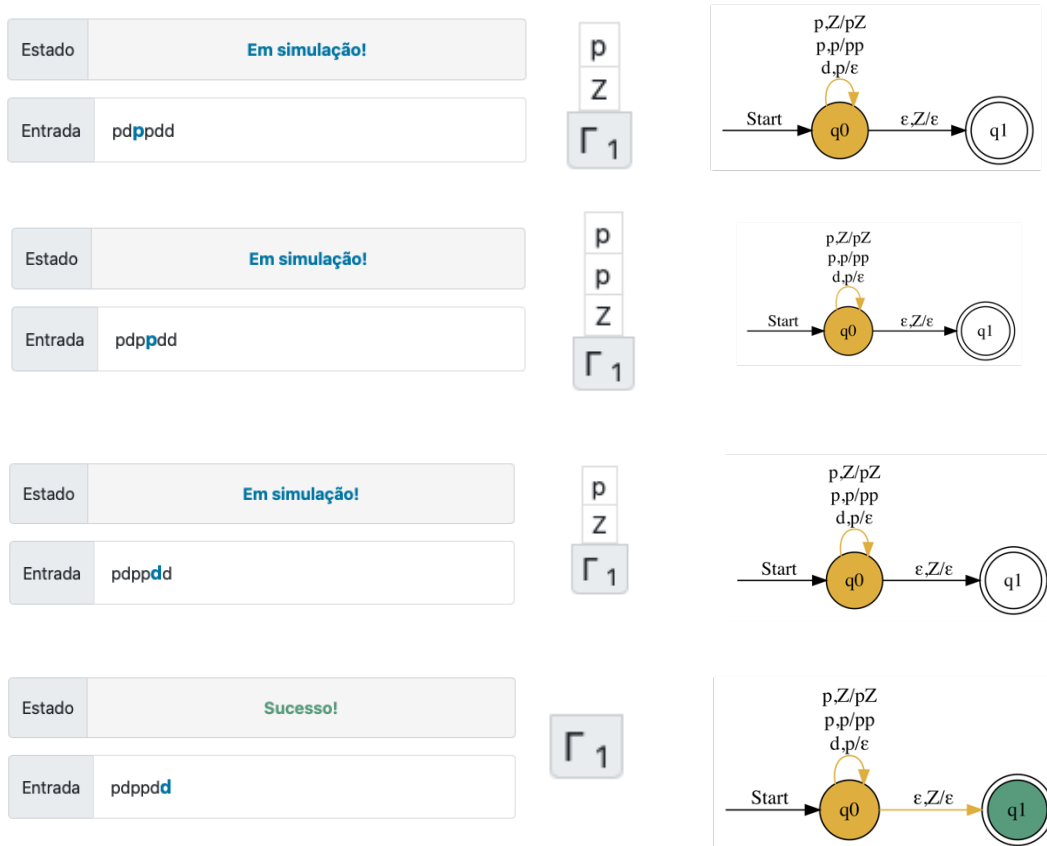 Estado Em simulação!
Entrada pdppdd
p
Z
Γ 1
p,Z/pZ
p,p/pp
d,p/ε
Start q0 ε,Z/ε q1
Estado Em simulação!
Entrada pdppdd
p
p
Z
Γ 1
p,Z/pZ
p,p/pp
d,p/ε
Start q0 ε,Z/ε q1
Estado Em simulação!
Entrada pdppdd
p
Z
Γ 1
p,Z/pZ
p,p/pp
d,p/ε
Start q0 ε,Z/ε q1
Estado Sucesso!
Entrada pdppdd
Γ 1
p,Z/pZ
p,p/pp
d,p/ε
Start q0 ε,Z/ε q1